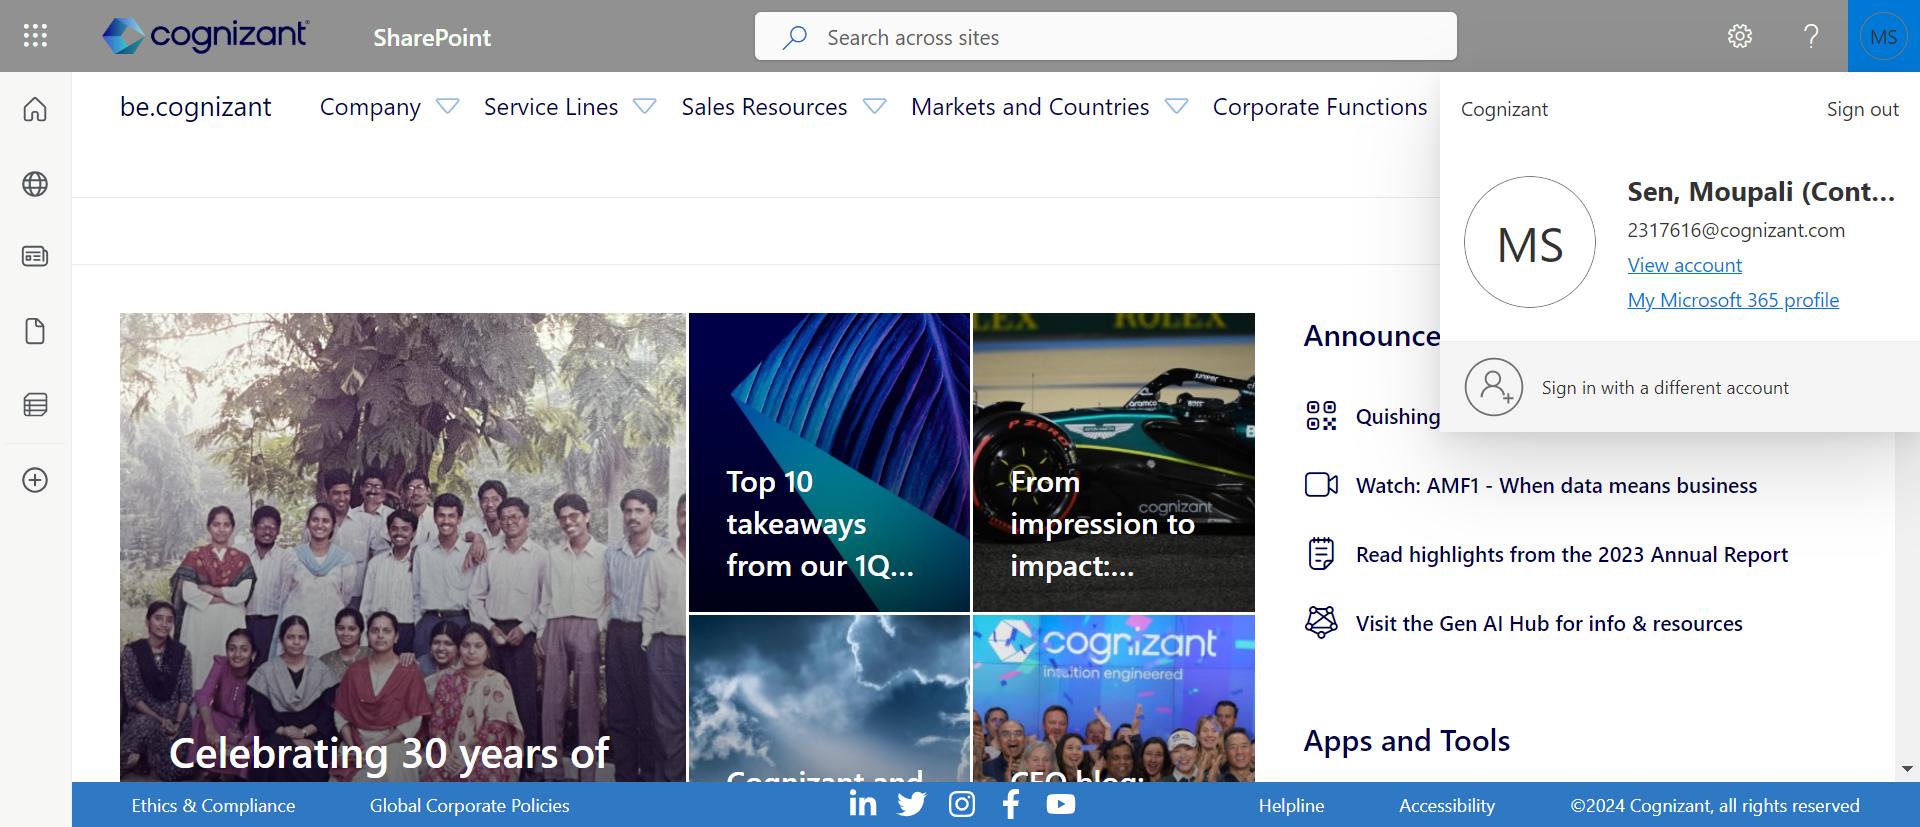 cognizant
SharePoint
Search across sites
MS
be.cognizant
Company
Service Lines
Sales Resources
Markets and Countries
Corporate Functions
Cognizant
Sign out
MS
Sen, Moupali (Cont...
2317616@cognizant.com
View account
My Microsoft 365 profile
Sign in with a different account
Celebrating 30 years of
Top 10
takeaways
from our 1Q...
ROLEX
P ZERO
aramco
cognizant
From
impression to
impact:...
Cognizant and
cognizant
intuition engineered
CEO blog:
Announce
Quishing
Watch: AMF1 - When data means business
Read highlights from the 2023 Annual Report
Visit the Gen AI Hub for info & resources
Apps and Tools
Ethics & Compliance
Global Corporate Policies
Helpline
Accessibility
©2024 Cognizant, all rights reserved